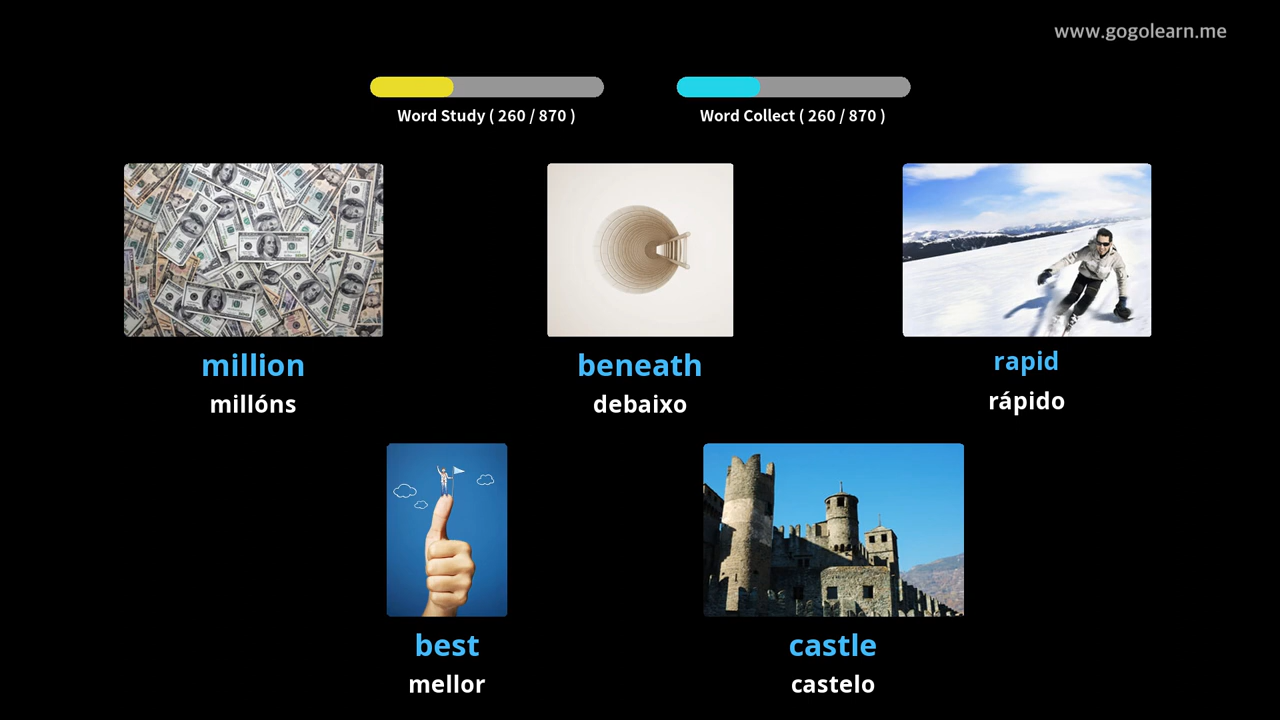 www.gogolearn.me
Word Study ( 260 / 870 )
Word Collect ( 260 / 870 )
million
millóns
beneath
debaixo
rapid
rápido
best
mellor
castle
castelo